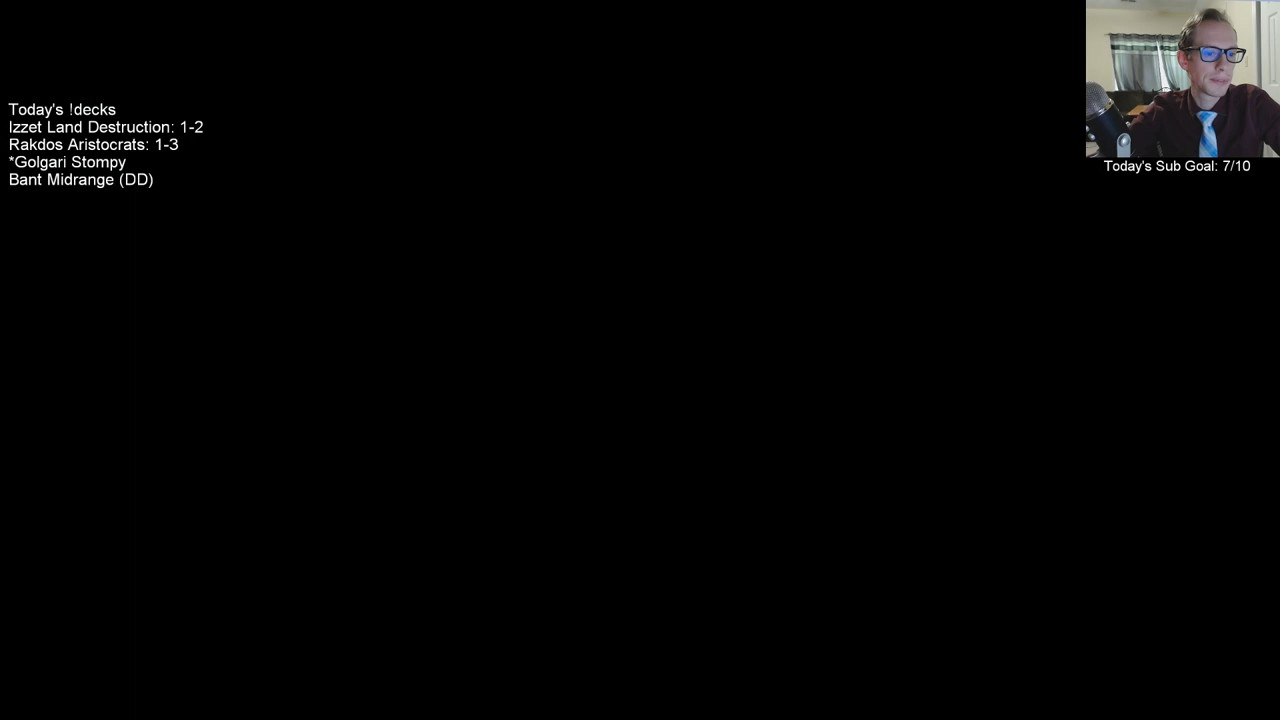 Today's !decks
Izzet Land Destruction: 1-2
Rakdos Aristocrats: 1-3
*Golgari Stompy
Bant Midrange (DD)
Today's Sub Goal: 7/10